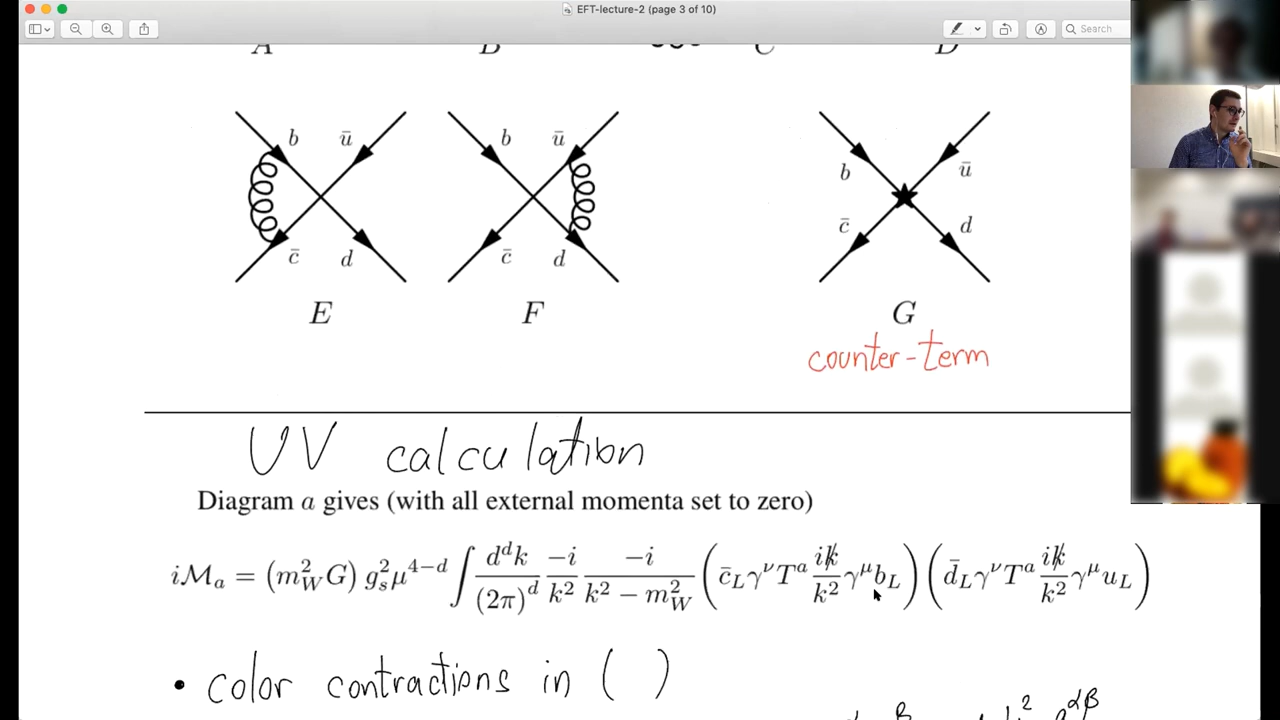 EFT-lecture-2 (page 3 of 10)
Search
A B C D
b ū b ū b ū
c̄ d c̄ d c̄ d
E F G
counter-term
UV calculation
Diagram a gives (with all external momenta set to zero)
iM_a = (m_W^2 G) g_s^2 μ^{4-d} ∫ d^d k/(2π)^d -i/k^2 -i/(k^2 - m_W^2) (c̄_L γ^ν T^a ik̸/k^2 γ^μ b_L) (d̄_L γ^ν T^a ik̸/k^2 γ^μ u_L)
• color contractions in ( )